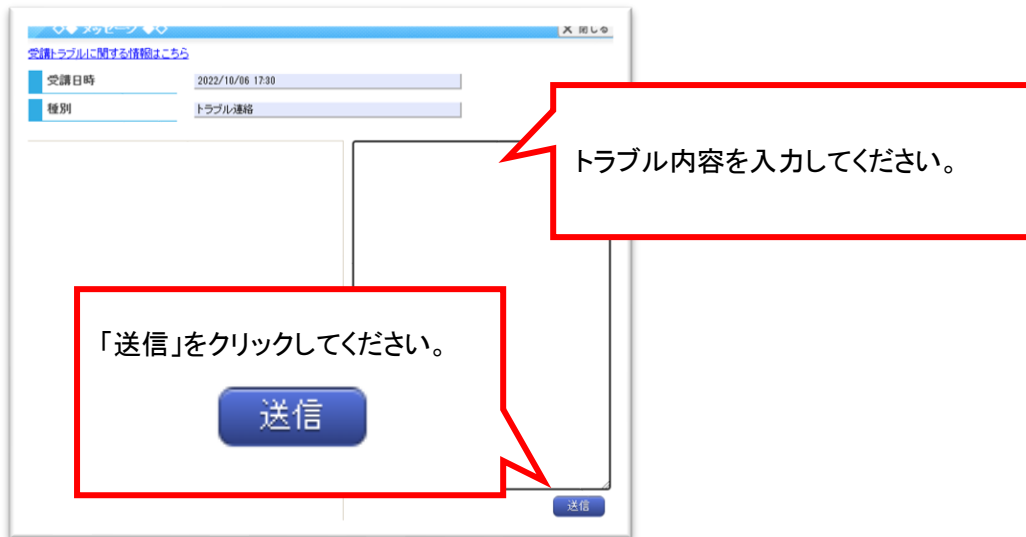 ◇◆ メッセージ ◆◇
X 閉じる
受講トラブルに関する情報はこちら
受講日時
2022/10/06 17:30
種別
トラブル連絡
トラブル内容を入力してください。
「送信」をクリックしてください。
送信
送信